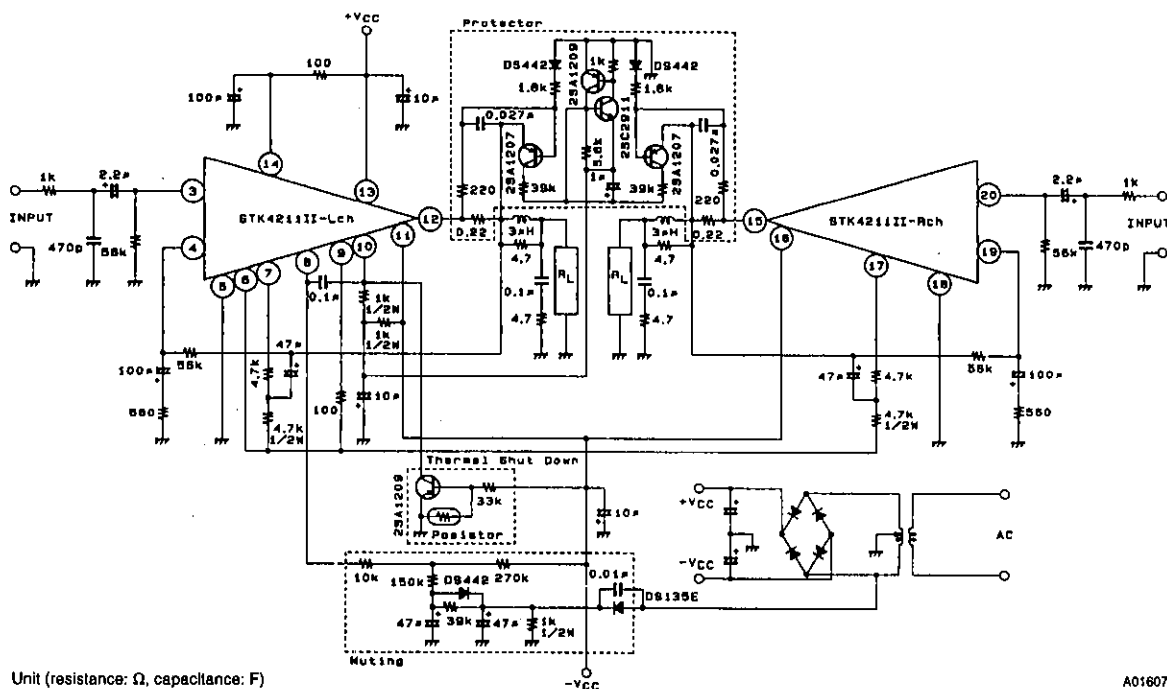 +VCC
Protector
100
100μ
10μ
DS442
1.6k
2SA1209
1k
2SC2911
DS442
1.6k
0.027μ
2SA1207
5.6k
1μ
2SA1207
0.027μ
39k
39k
220
220
14
13
1k
2.2μ
3
INPUT
470p
56k
4
STK4211II-Lch
12
0.22
3μH
3μH
0.22
15
STK4211II-Rch
20
2.2μ
1k
INPUT
56k
470p
19
5
6
7
8
9
10
11
16
17
18
4.7
4.7
RL
RL
0.1μ
0.1μ
4.7
4.7
0.1μ
1k
1/2W
1k
1/2W
100μ
56k
47μ
4.7k
560
4.7k
1/2W
100
10μ
47μ
4.7k
4.7k
1/2W
56k
100μ
560
Thermal Shut Down
2SA1209
33k
Posistor
10μ
+VCC
-VCC
AC
10k
150k
DS442
270k
0.01μ
DS135E
39k
47μ
47μ
1k
1/2W
Muting
-VCC
Unit (resistance: Ω, capacitance: F)
A01607